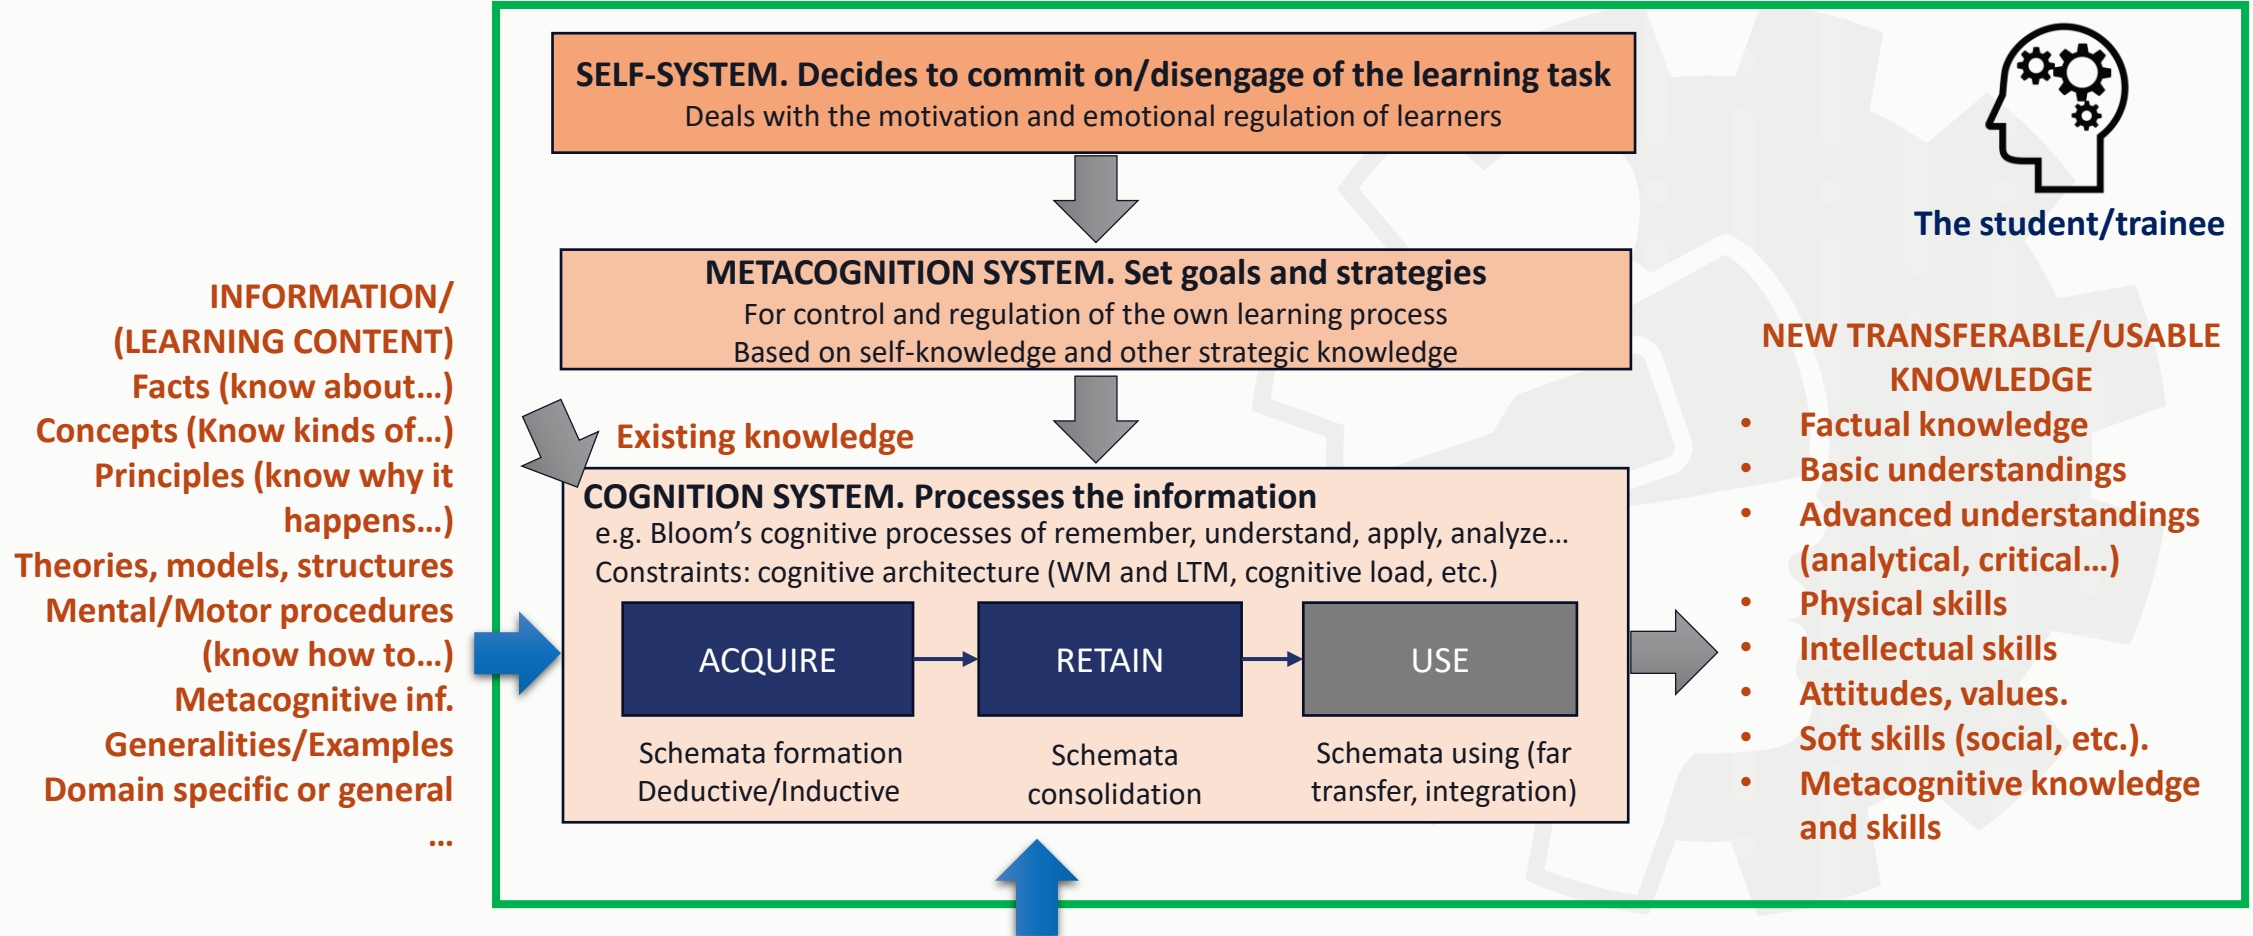 SELF-SYSTEM. Decides to commit on/disengage of the learning task
Deals with the motivation and emotional regulation of learners
The student/trainee
METACOGNITION SYSTEM. Set goals and strategies
For control and regulation of the own learning process
Based on self-knowledge and other strategic knowledge
INFORMATION/
(LEARNING CONTENT)
Facts (know about...)
Concepts (Know kinds of...)
Principles (know why it
happens...)
Theories, models, structures
Mental/Motor procedures
(know how to...)
Metacognitive inf.
Generalities/Examples
Domain specific or general
...
Existing knowledge
COGNITION SYSTEM. Processes the information
e.g. Bloom's cognitive processes of remember, understand, apply, analyze...
Constraints: cognitive architecture (WM and LTM, cognitive load, etc.)
ACQUIRE
RETAIN
USE
Schemata formation
Deductive/Inductive
Schemata
consolidation
Schemata using (far
transfer, integration)
NEW TRANSFERABLE/USABLE
KNOWLEDGE
• Factual knowledge
• Basic understandings
• Advanced understandings
(analytical, critical...)
• Physical skills
• Intellectual skills
• Attitudes, values.
• Soft skills (social, etc.).
• Metacognitive knowledge
and skills